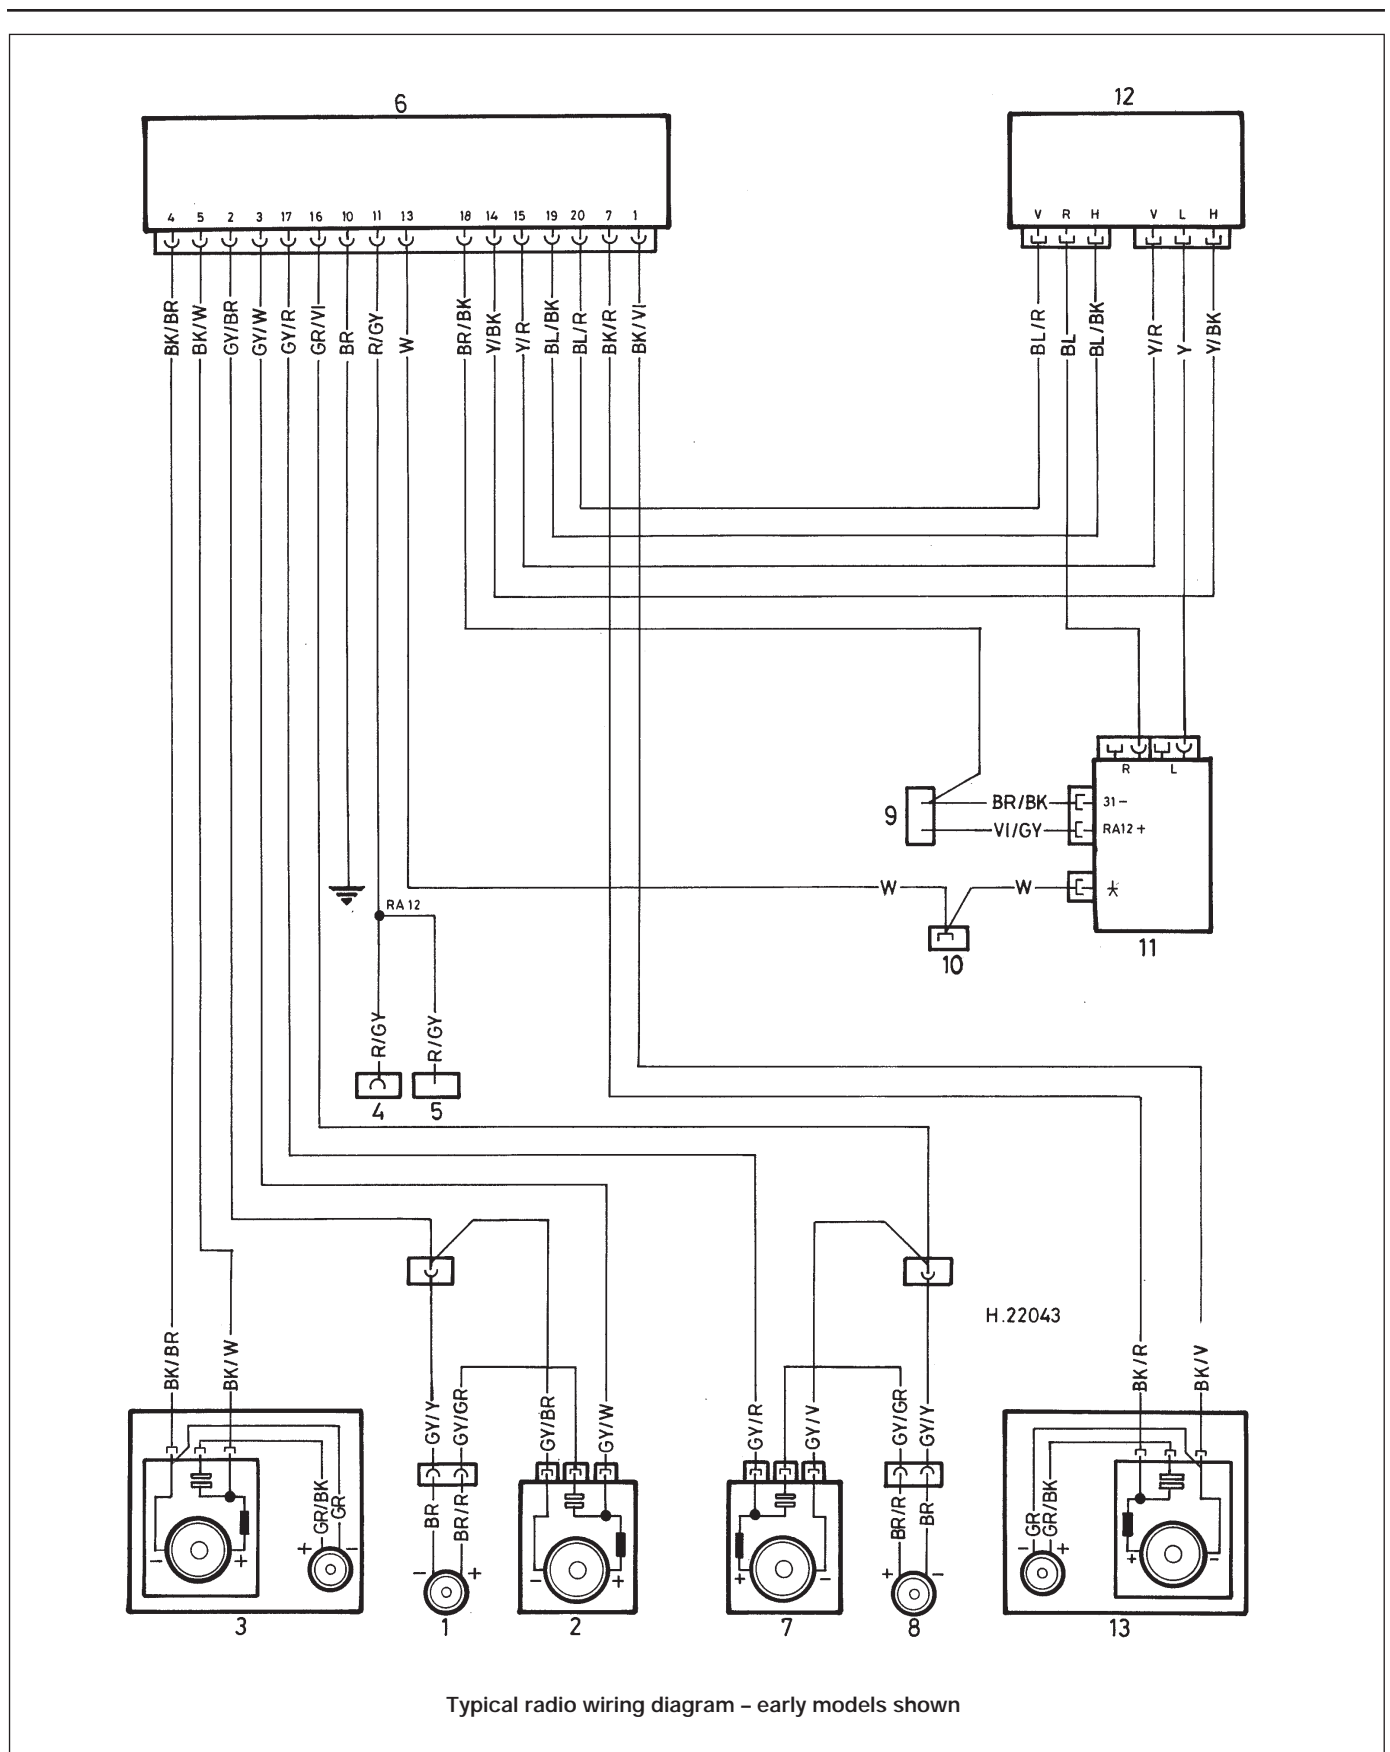 6
12
4 5 2 3 17 16 10 11 13 18 14 15 19 20 7 1
V R H V L H
BK/BR
BK/W
GY/BR
GY/W
GY/R
GR/VI
BR
R/GY
W
BR/BK
Y/BK
Y/R
BL/BK
BL/R
BK/R
BK/VI
BL/R
BL
BL/BK
Y/R
Y
Y/BK
R L
9
BR/BK
31-
VI/GY
RA12 +
W
W
11
10
RA 12
R/GY
R/GY
4
5
H.22043
BK/BR
BK/W
GY/Y
GY/GR
GY/BR
GY/W
GY/R
GY/V
GY/GR
GY/Y
BK/R
BK/V
GR/BK
GR
BR
BR/R
BR/R
BR
GR
GR/BK
- + + -
- +
- +
+ -
+ -
+ -
+ -
3
1
2
7
8
13
Typical radio wiring diagram – early models shown